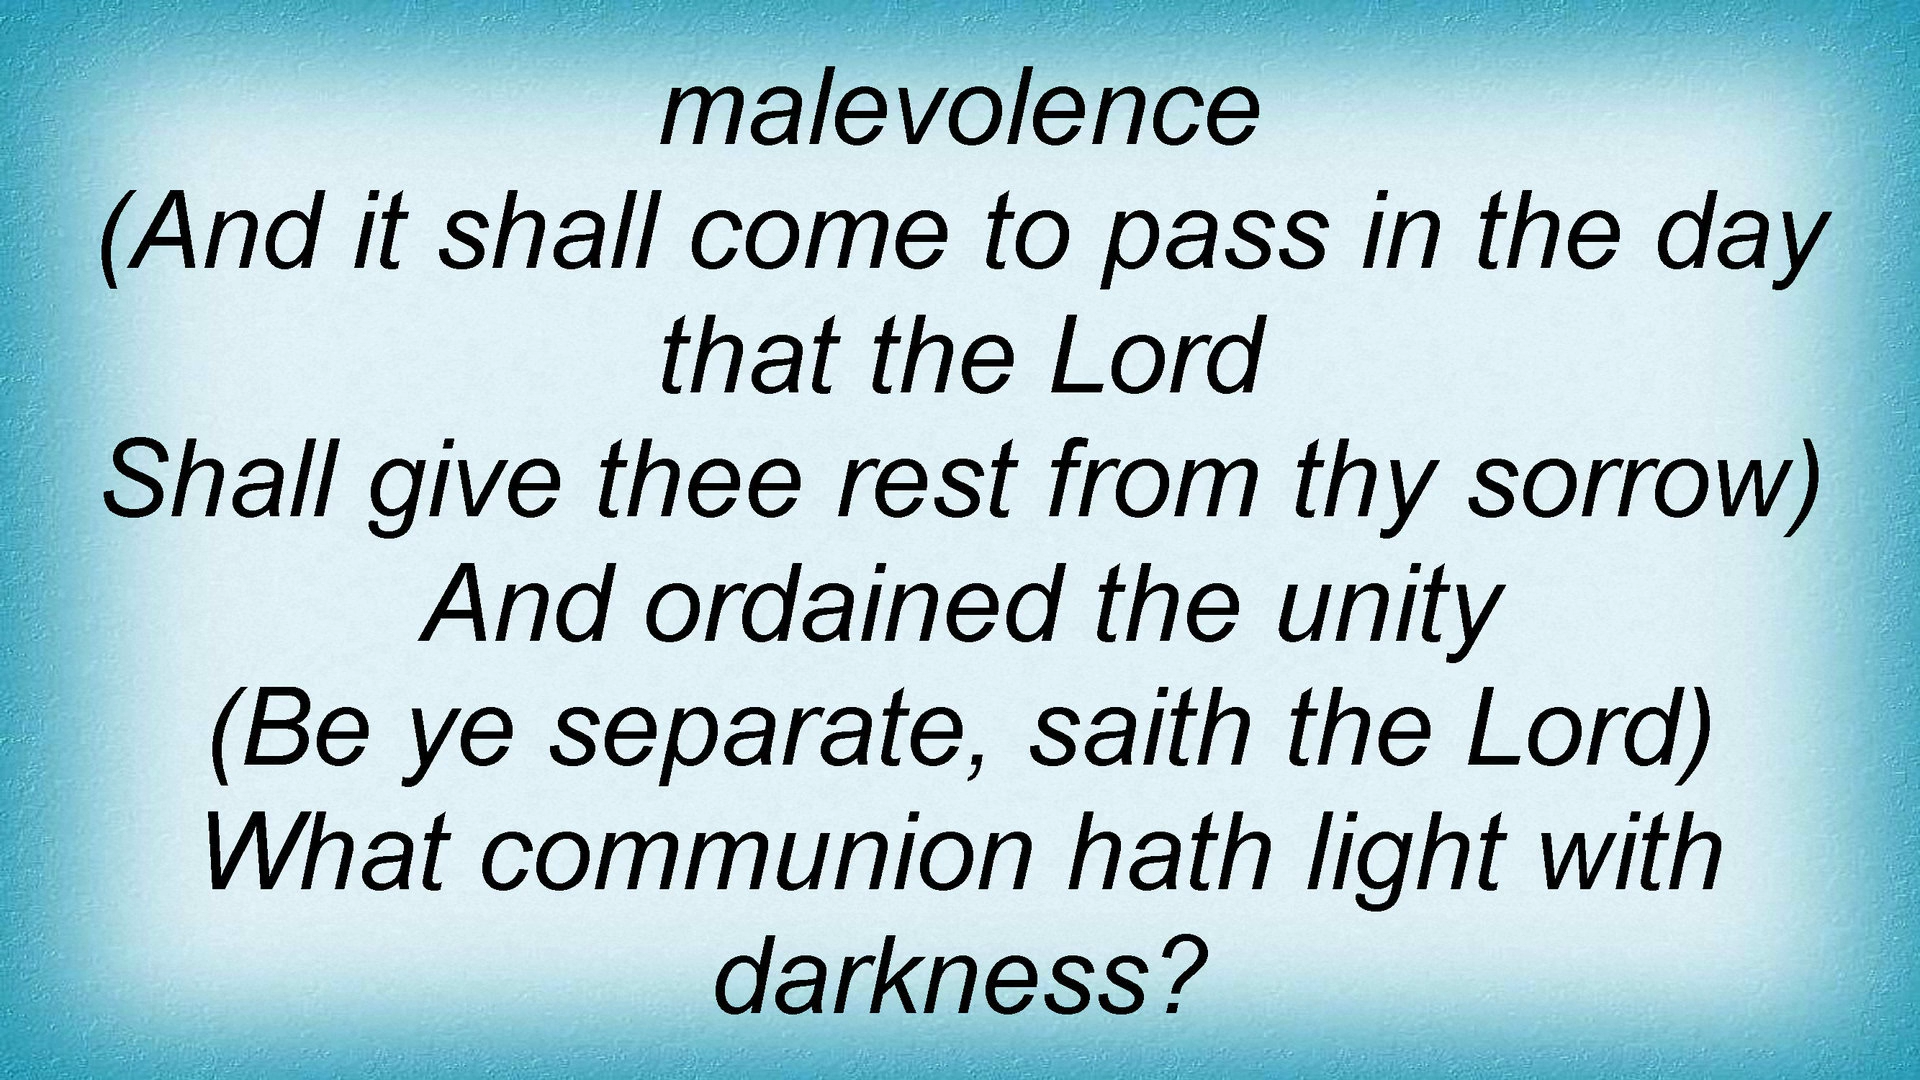 malevolence
(And it shall come to pass in the day
that the Lord
Shall give thee rest from thy sorrow)
And ordained the unity
(Be ye separate, saith the Lord)
What communion hath light with
darkness?